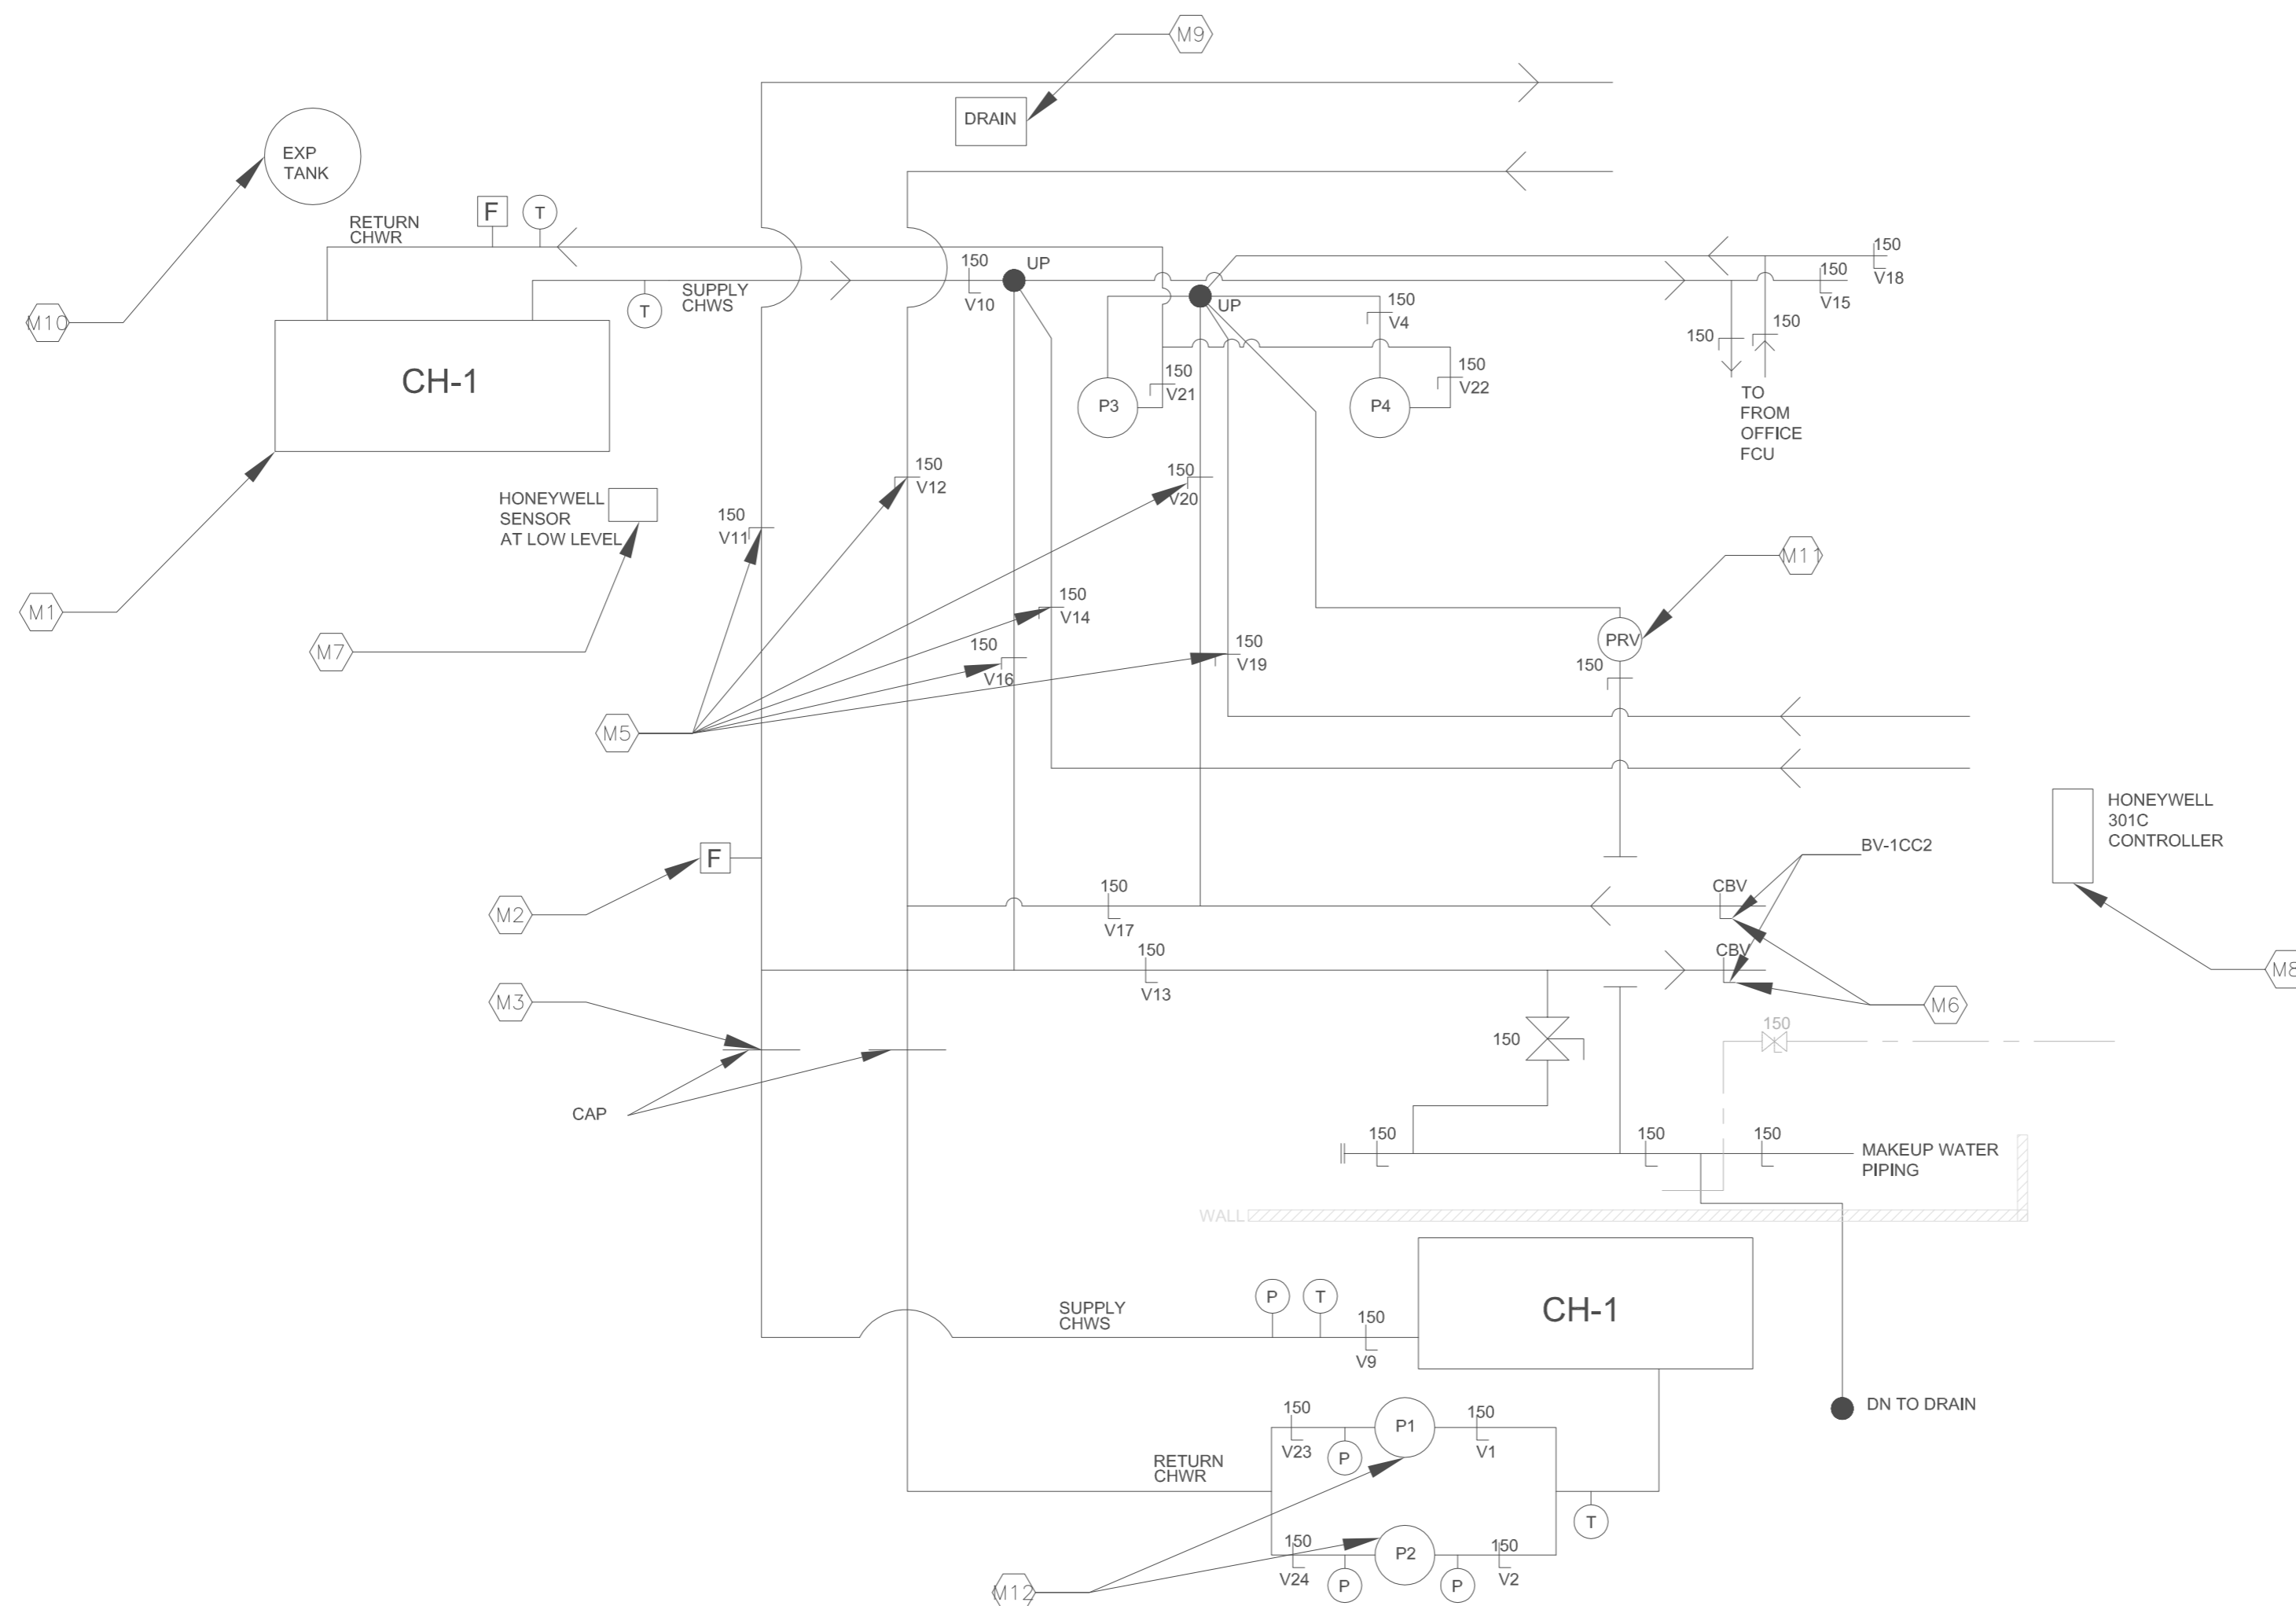 M9
DRAIN
EXP
TANK
F
T
RETURN
CHWR
150
V18
UP
150
V10
150
V15
SUPPLY
CHWS
T
M10
UP
150
V4
150
150
CH-1
150
V21
150
V22
P3
P4
TO
FROM
OFFICE
FCU
150
V12
150
V20
HONEYWELL
SENSOR
AT LOW LEVEL
150
V11
M11
M1
150
V14
M7
150
V16
150
V19
PRV
150
M5
HONEYWELL
301C
CONTROLLER
BV-1CC2
F
M2
150
V17
CBV
150
V13
CBV
M8
M3
M6
150
150
CAP
150
150
150
MAKEUP WATER
PIPING
WALL
P
T
SUPPLY
CHWS
150
V9
CH-1
DN TO DRAIN
150
V23
P1
150
V1
P
RETURN
CHWR
T
150
V24
P2
150
V2
P
P
M12